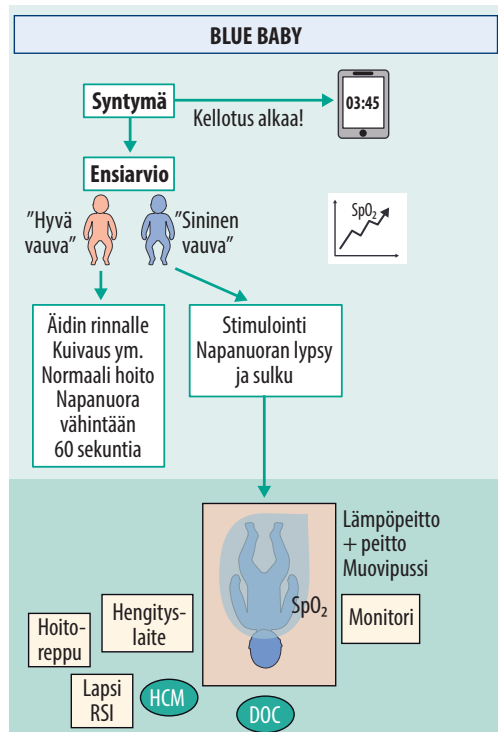 BLUE BABY
Syntymä
Kellotus alkaa!
03:45
Ensiarvio
"Hyvä
vauva"
"Sininen
vauva"
SpO₂
Äidin rinnalle
Kuivaus ym.
Normaali hoito
Napanuora
vähintään
60 sekuntia
Stimulointi
Napanuoran lypsy
ja sulku
Lämpöpeitto
+ peitto
Muovipussi
SpO₂
Monitori
Hengitys-
laite
Hoito-
reppu
Lapsi
RSI
HCM
DOC